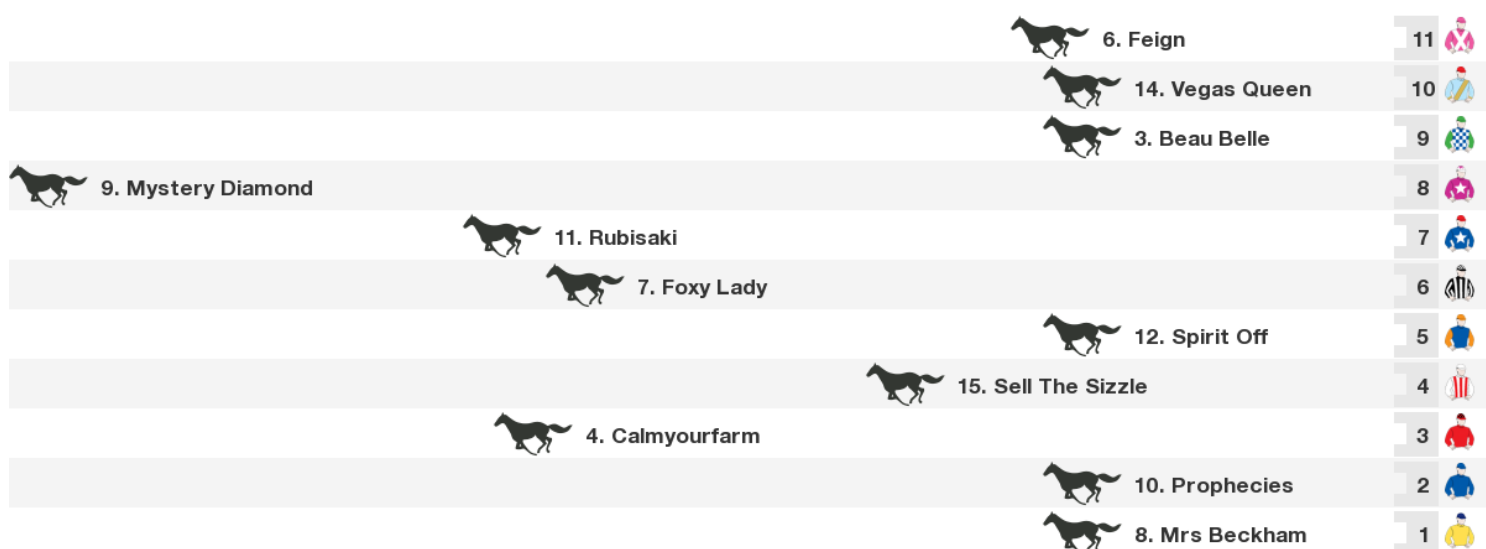 6. Feign 11
14. Vegas Queen 10
3. Beau Belle 9
9. Mystery Diamond 8
11. Rubisaki 7
7. Foxy Lady 6
12. Spirit Off 5
15. Sell The Sizzle 4
4. Calmyourfarm 3
10. Prophecies 2
8. Mrs Beckham 1